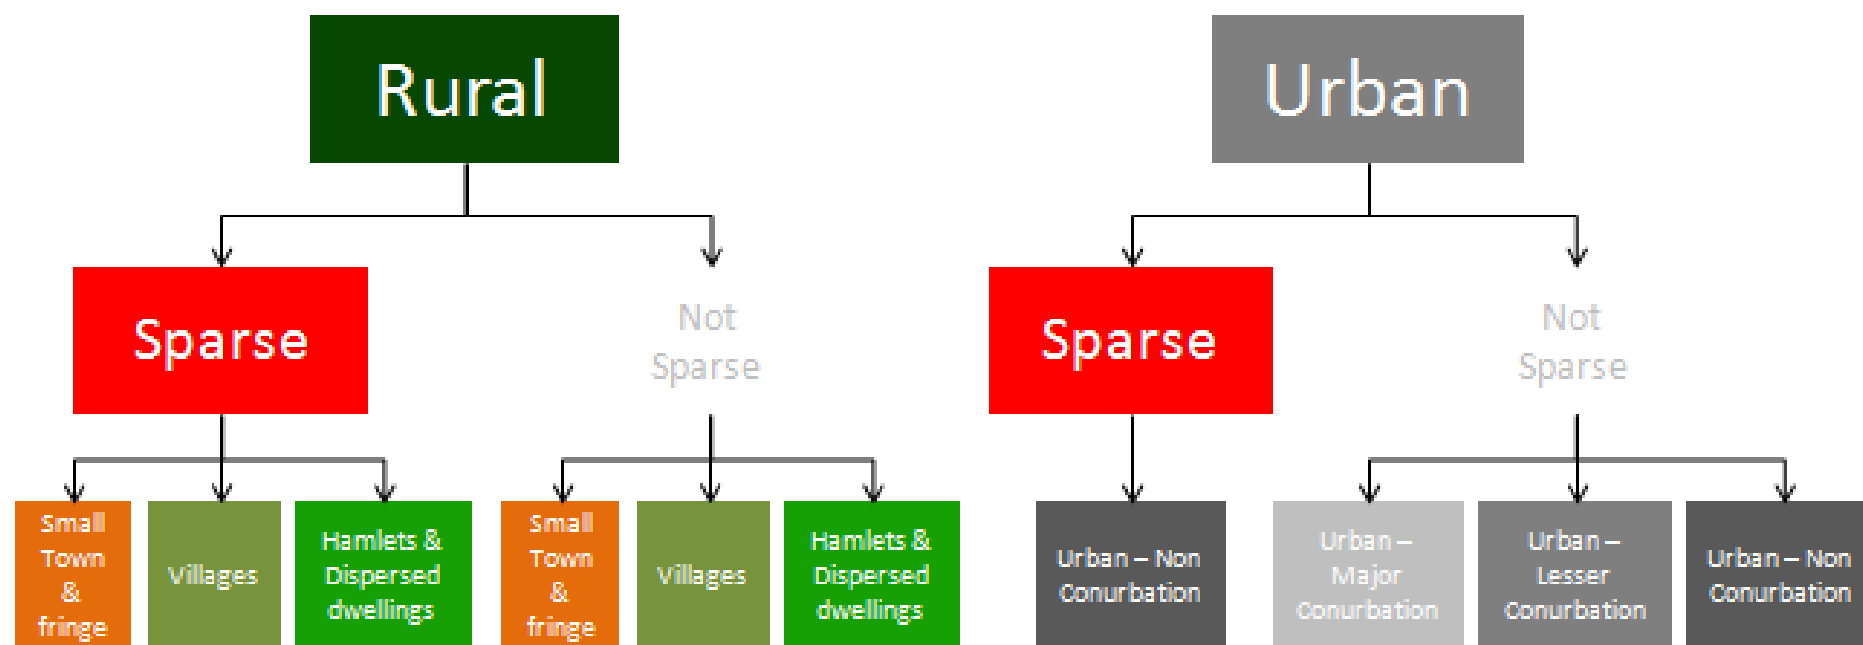 Rural
Urban
Sparse
Not
Sparse
Sparse
Not
Sparse
Small
Town
&
fringe
Villages
Hamlets &
Dispersed
dwellings
Small
Town
&
fringe
Villages
Hamlets &
Dispersed
dwellings
Urban – Non
Conurbation
Urban –
Major
Conurbation
Urban –
Lesser
Conurbation
Urban – Non
Conurbation